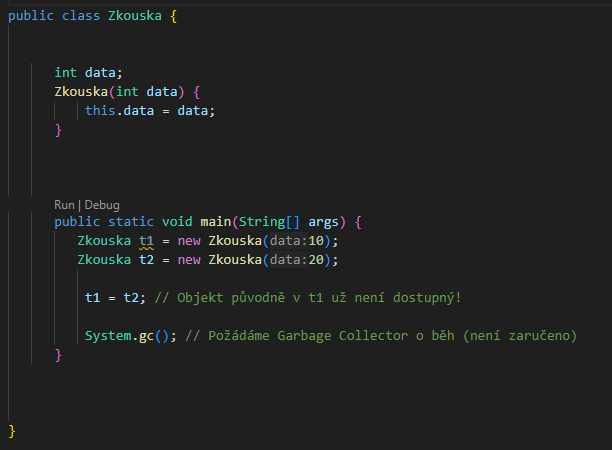 public class Zkouska {
int data;
Zkouska(int data) {
this.data = data;
}
Run | Debug
public static void main(String[] args) {
Zkouska t1 = new Zkouska(data:10);
Zkouska t2 = new Zkouska(data:20);
t1 = t2; // Objekt původně v t1 už není dostupný!
System.gc(); // Požádáme Garbage Collector o běh (není zaručeno)
}
}